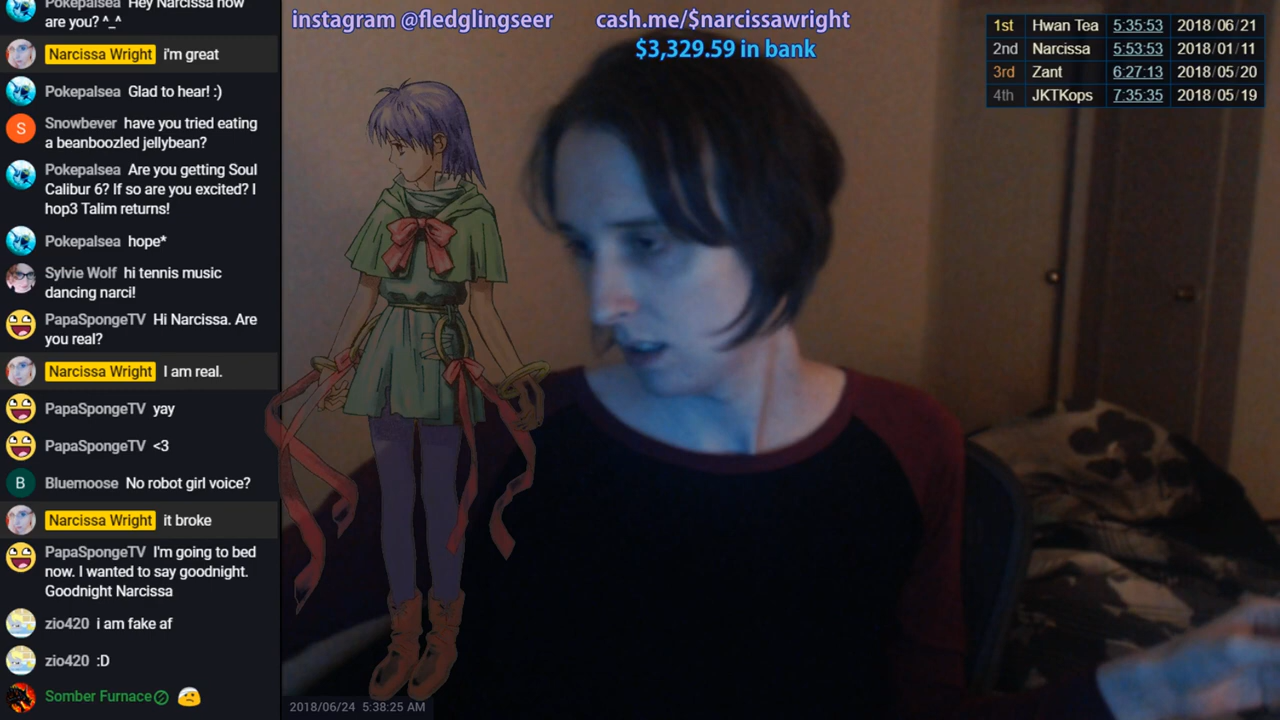 Pokepalsea Hey Narcissa how
are you? ^_^
Narcissa Wright i'm great
Pokepalsea Glad to hear! :)
S Snowbever have you tried eating
a beanboozled jellybean?
Pokepalsea Are you getting Soul
Calibur 6? If so are you excited? I
hop3 Talim returns!
Pokepalsea hope*
Sylvie Wolf hi tennis music
dancing narci!
PapaSpongeTV Hi Narcissa. Are
you real?
Narcissa Wright I am real.
PapaSpongeTV yay
PapaSpongeTV <3
B Bluemoose No robot girl voice?
Narcissa Wright it broke
PapaSpongeTV I'm going to bed
now. I wanted to say goodnight.
Goodnight Narcissa
zio420 i am fake af
zio420 :D
Somber Furnace
instagram @fledglingseer cash.me/$narcissawright
$3,329.59 in bank
1st Hwan Tea 5:35:53 2018/06/21
2nd Narcissa 5:53:53 2018/01/11
3rd Zant 6:27:13 2018/05/20
4th JKTKops 7:35:35 2018/05/19
2018/06/24 5:38:25 AM